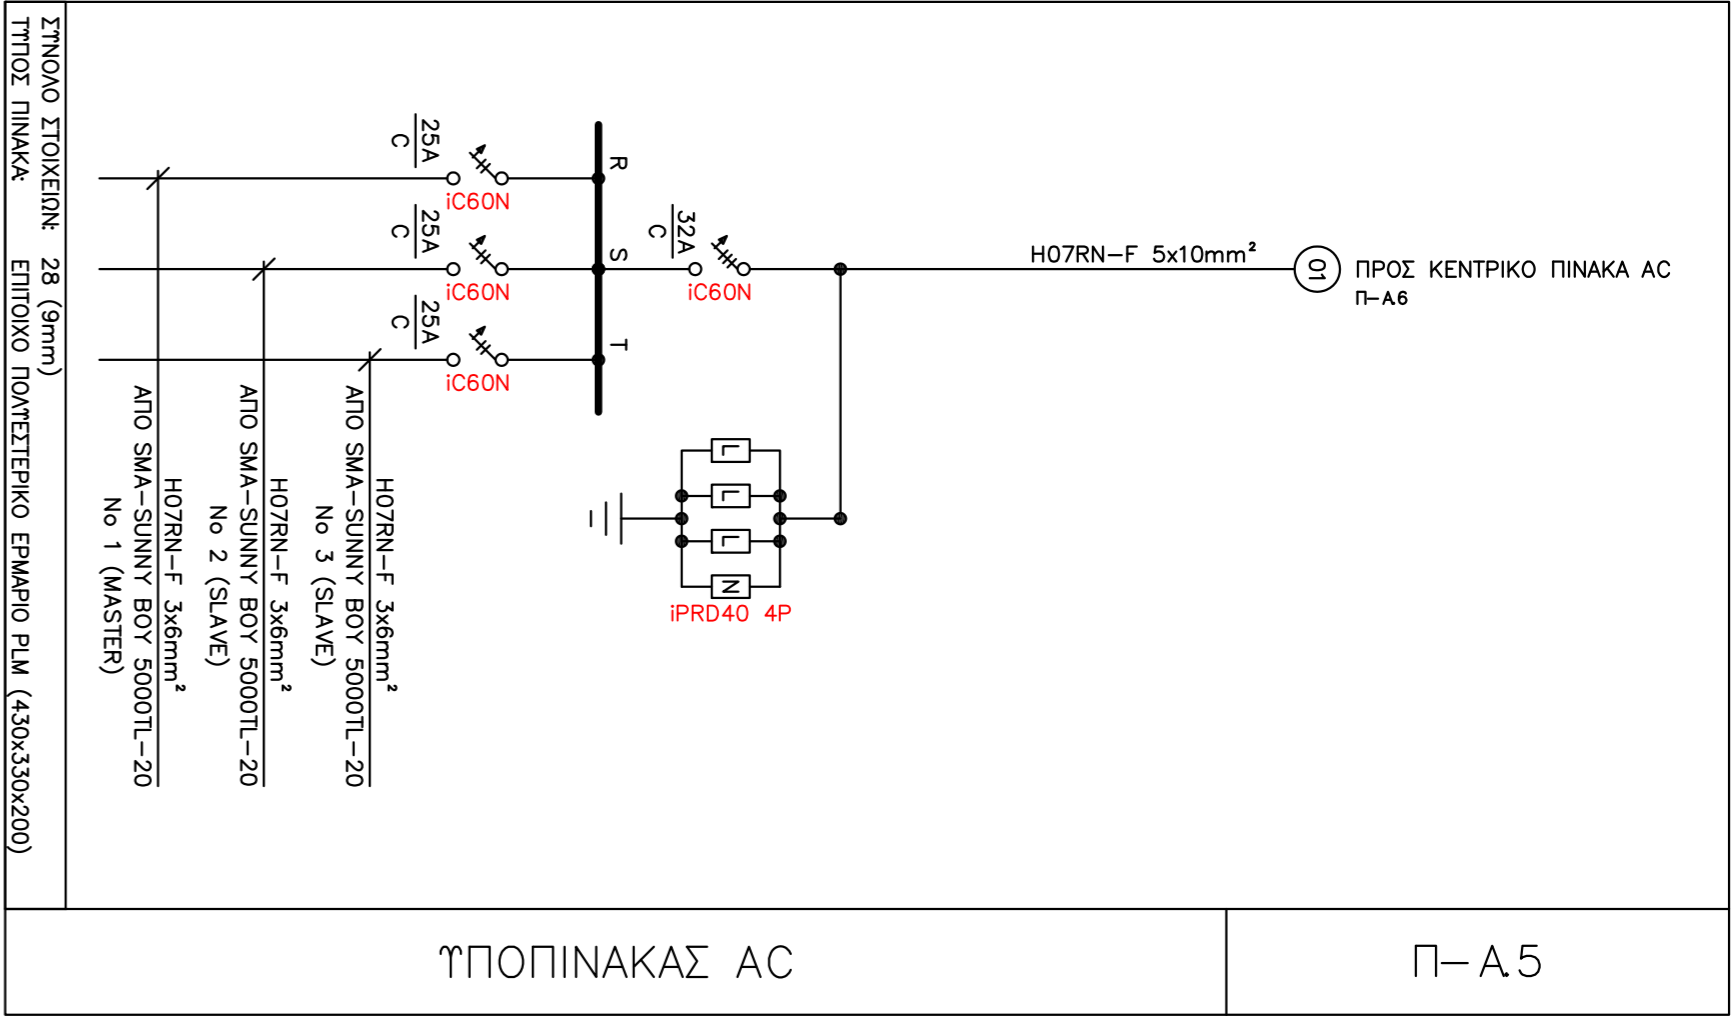 ΣΥΝΟΛΟ ΣΤΟΙΧΕΙΩΝ: 28 (9mm)
ΤΥΠΟΣ ΠΙΝΑΚΑ: ΕΠΙΤΟΙΧΟ ΠΟΛΥΕΣΤΕΡΙΚΟ ΕΡΜΑΡΙΟ PLM (430x330x200)
25A
C
iC60N
R
25A
C
iC60N
S
25A
C
iC60N
T
32A
C
iC60N
H07RN-F 5x10mm²
01
ΠΡΟΣ ΚΕΝΤΡΙΚΟ ΠΙΝΑΚΑ AC
Π-Α.6
L
L
L
N
iPRD40 4P
H07RN-F 3x6mm²
ΑΠΟ SMA-SUNNY BOY 5000TL-20
No 3 (SLAVE)
H07RN-F 3x6mm²
ΑΠΟ SMA-SUNNY BOY 5000TL-20
No 2 (SLAVE)
H07RN-F 3x6mm²
ΑΠΟ SMA-SUNNY BOY 5000TL-20
No 1 (MASTER)
ΥΠΟΠΙΝΑΚΑΣ AC
Π-Α.5